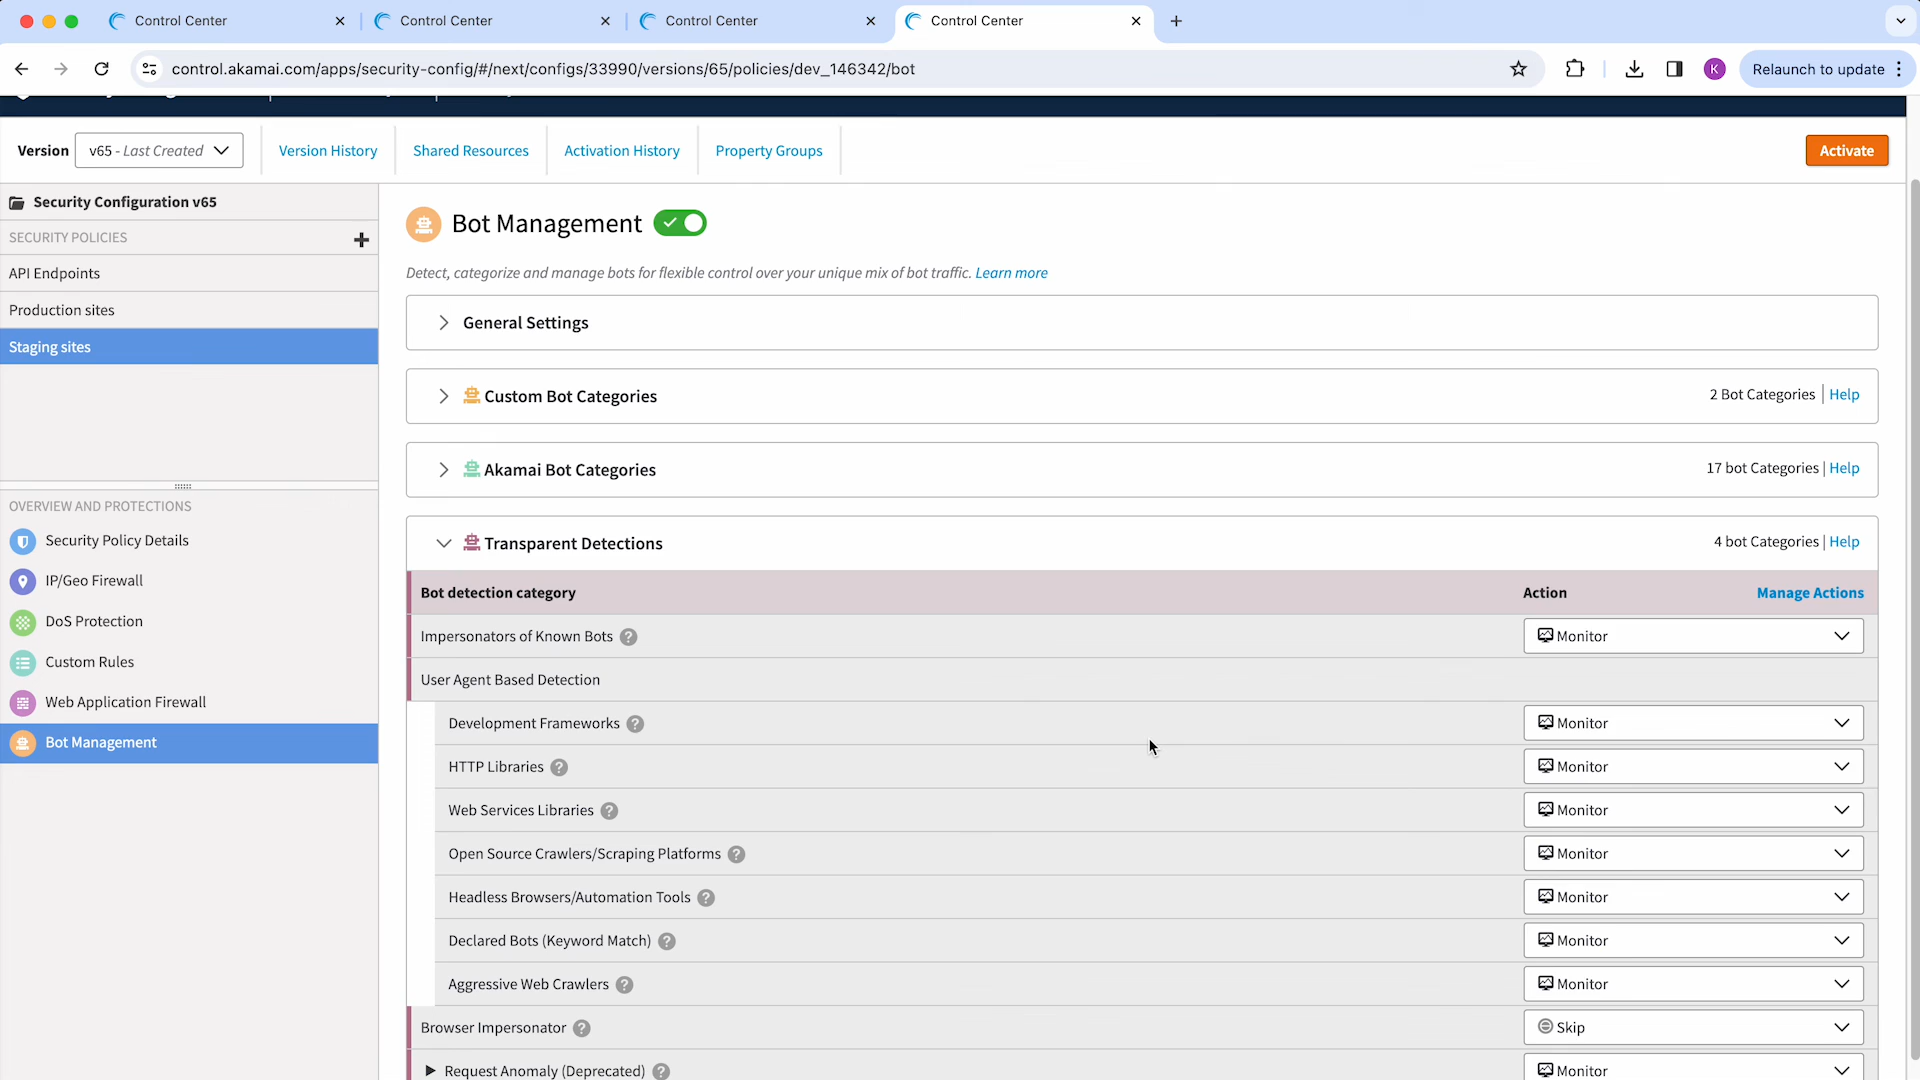 Control Center
Control Center
Control Center
Control Center
control.akamai.com/apps/security-config/#/next/configs/33990/versions/65/policies/dev_146342/bot
K
Relaunch to update
Version
v65 - Last Created
Version History
Shared Resources
Activation History
Property Groups
Activate
Security Configuration v65
SECURITY POLICIES
API Endpoints
Production sites
Staging sites
OVERVIEW AND PROTECTIONS
Security Policy Details
IP/Geo Firewall
DoS Protection
Custom Rules
Web Application Firewall
Bot Management
Bot Management
Detect, categorize and manage bots for flexible control over your unique mix of bot traffic. Learn more
General Settings
Custom Bot Categories
2 Bot Categories | Help
Akamai Bot Categories
17 bot Categories | Help
Transparent Detections
4 bot Categories | Help
Bot detection category
Action
Manage Actions
Impersonators of Known Bots ?
Monitor
User Agent Based Detection
Development Frameworks ?
Monitor
HTTP Libraries ?
Monitor
Web Services Libraries ?
Monitor
Open Source Crawlers/Scraping Platforms ?
Monitor
Headless Browsers/Automation Tools ?
Monitor
Declared Bots (Keyword Match) ?
Monitor
Aggressive Web Crawlers ?
Monitor
Browser Impersonator ?
Skip
Request Anomaly (Deprecated) ?
Monitor